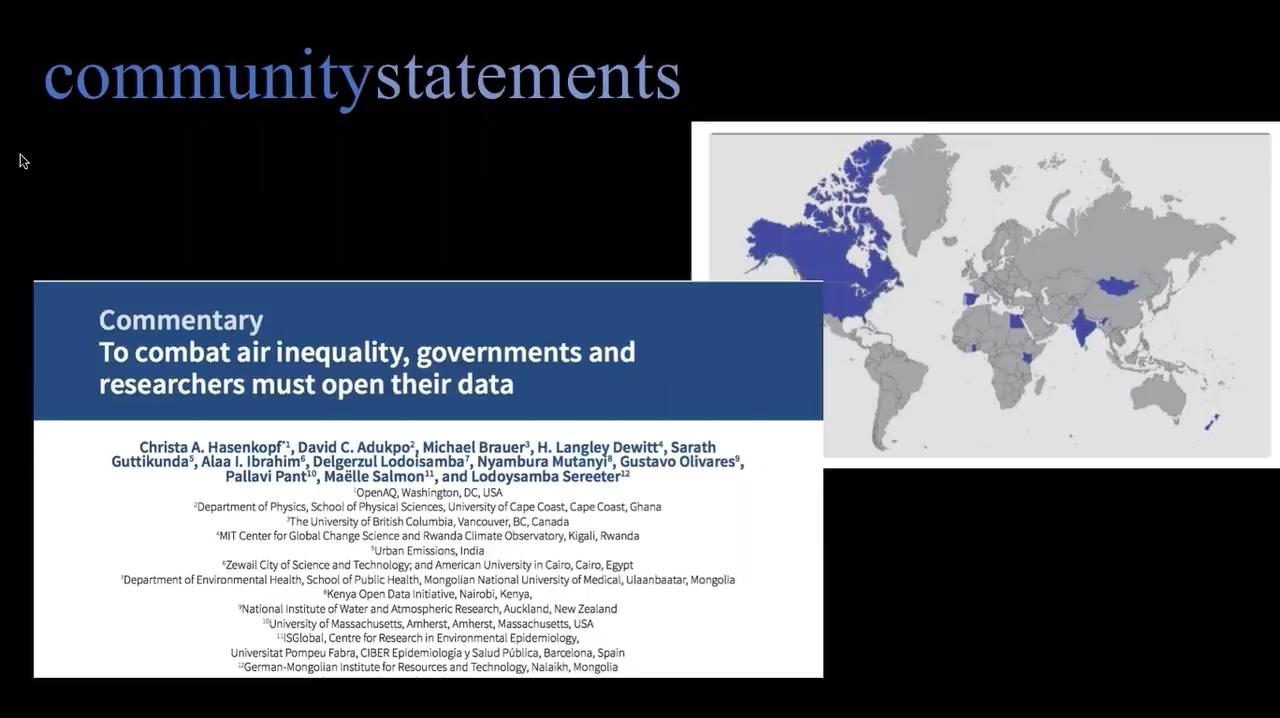 communitystatements
Commentary
To combat air inequality, governments and
researchers must open their data
Christa A. Hasenkopf*¹, David C. Adukpo², Michael Brauer³, H. Langley Dewitt⁴, Sarath
Guttikunda⁵, Alaa I. Ibrahim⁶, Delgerzul Lodoisamba⁷, Nyambura Mutanyi⁸, Gustavo Olivares⁹,
Pallavi Pant¹⁰, Maëlle Salmon¹¹, and Lodoysamba Sereeter¹²
¹OpenAQ, Washington, DC, USA
²Department of Physics, School of Physical Sciences, University of Cape Coast, Cape Coast, Ghana
³The University of British Columbia, Vancouver, BC, Canada
⁴MIT Center for Global Change Science and Rwanda Climate Observatory, Kigali, Rwanda
⁵Urban Emissions, India
⁶Zewail City of Science and Technology; and American University in Cairo, Cairo, Egypt
⁷Department of Environmental Health, School of Public Health, Mongolian National University of Medical, Ulaanbaatar, Mongolia
⁸Kenya Open Data Initiative, Nairobi, Kenya,
⁹National Institute of Water and Atmospheric Research, Auckland, New Zealand
¹⁰University of Massachusetts, Amherst, Amherst, Massachusetts, USA
¹¹ISGlobal, Centre for Research in Environmental Epidemiology,
Universitat Pompeu Fabra, CIBER Epidemiología y Salud Pública, Barcelona, Spain
¹²German-Mongolian Institute for Resources and Technology, Nalaikh, Mongolia